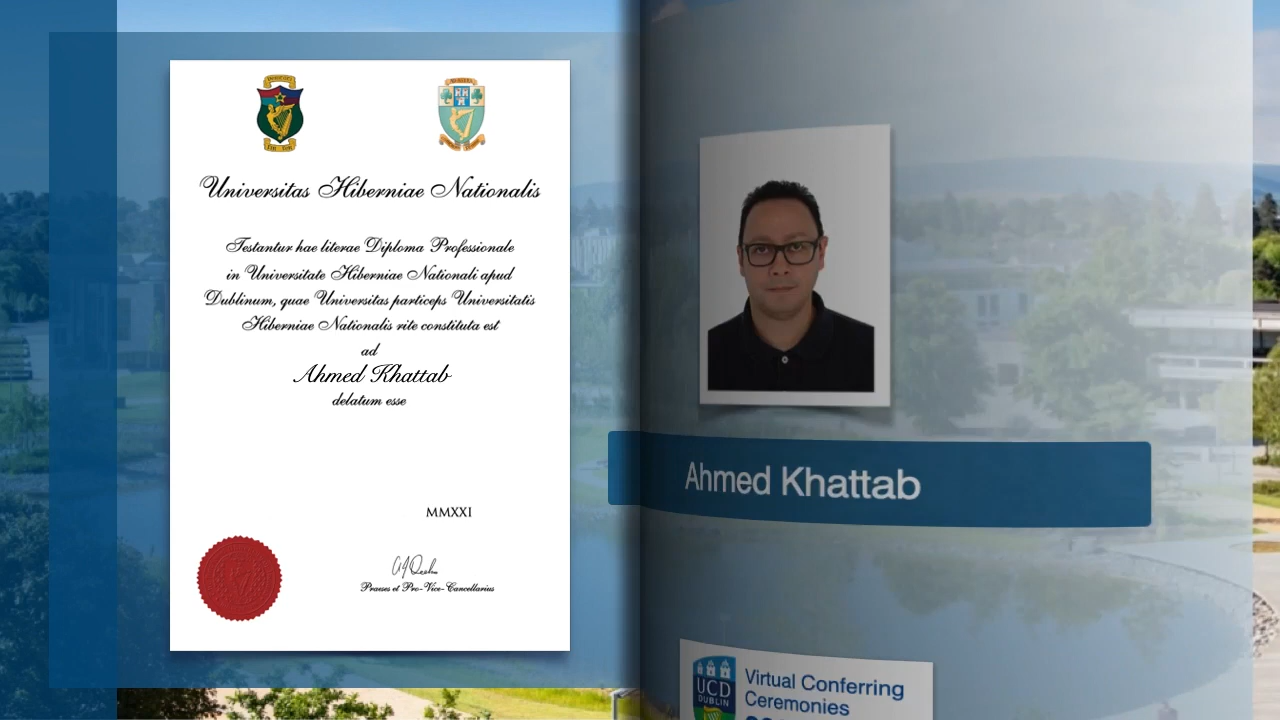 Universitas Hiberniae Nationalis
Testantur hae literae Diploma Professionale
in Universitate Hiberniae Nationali apud
Dublinum, quae Universitas particeps Universitatis
Hiberniae Nationalis rite constituta est
ad
Ahmed Khattab
delatum esse
MMXXI
Praeses et Pro-Vice-Cancellarius
Ahmed Khattab
UCD
DUBLIN
Virtual Conferring
Ceremonies